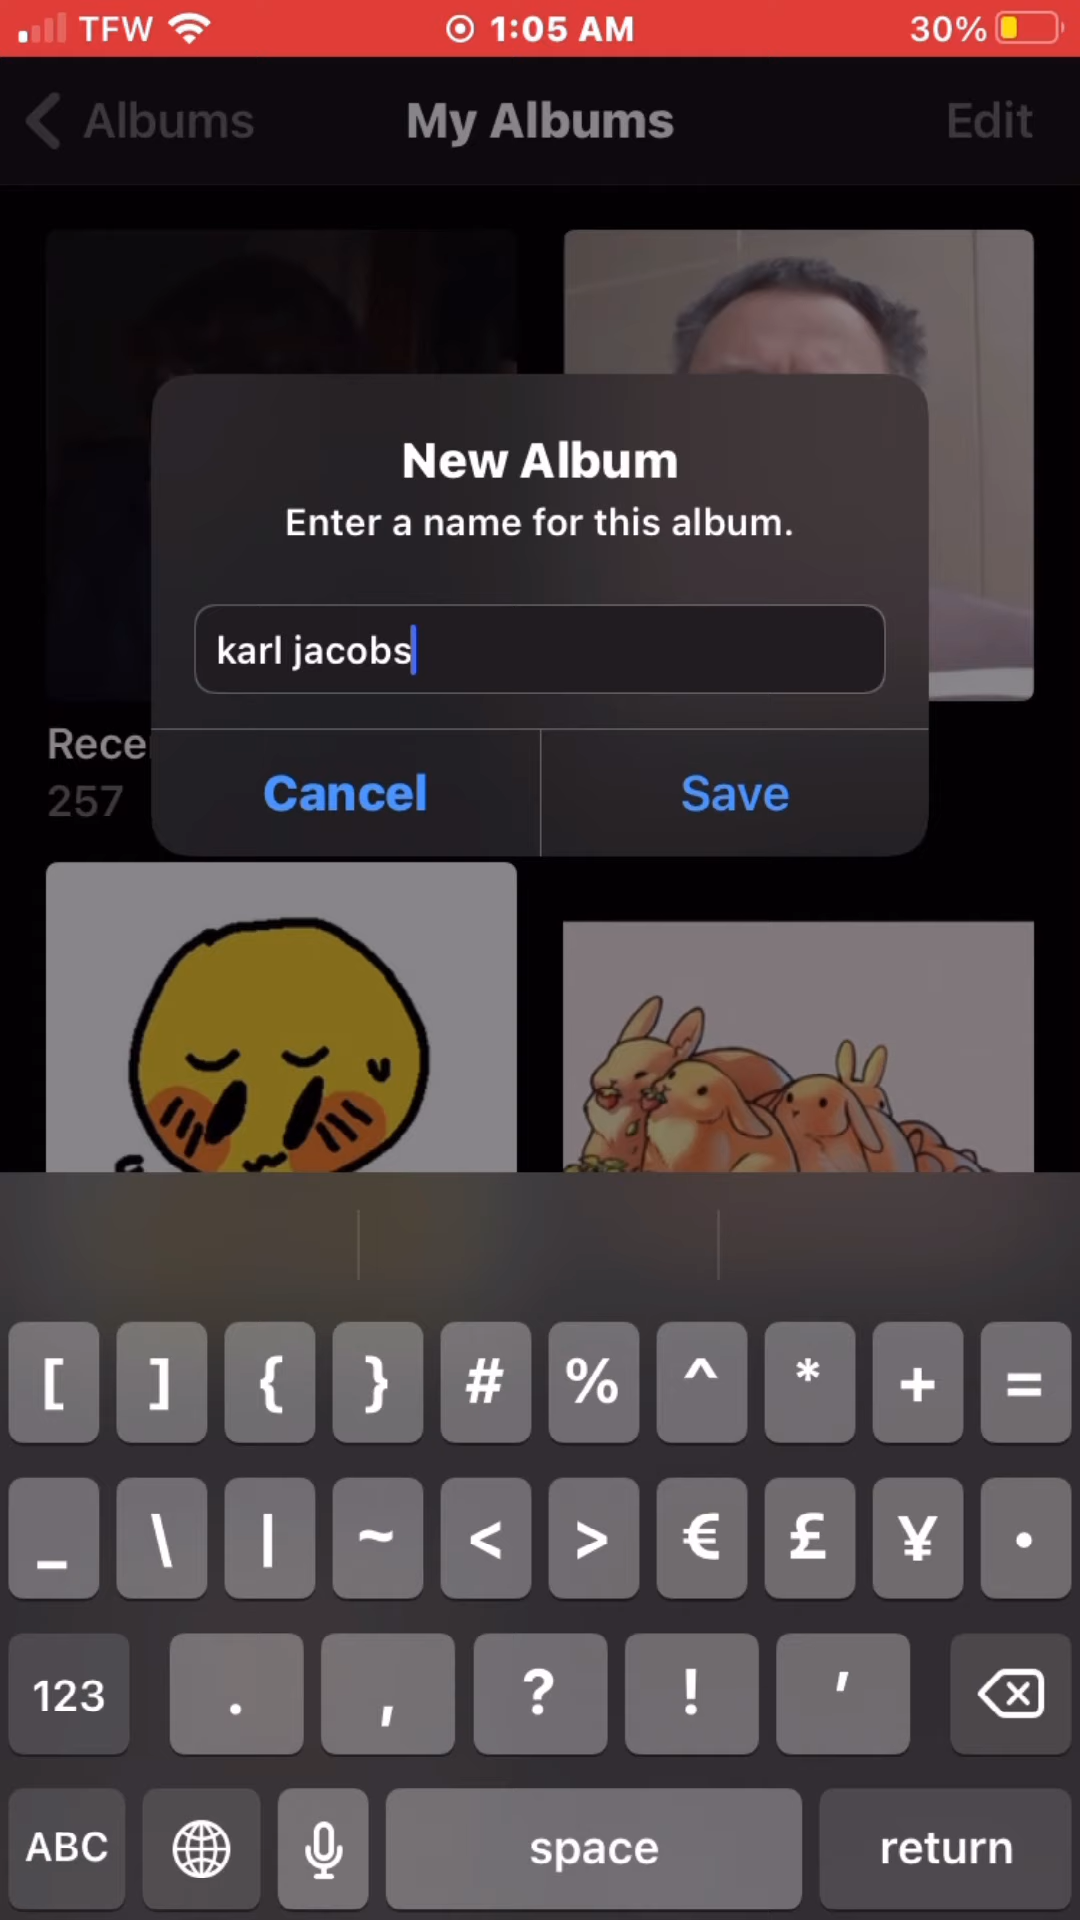 TFW 1:05 AM 30%
Albums My Albums Edit
New Album
Enter a name for this album.
karl jacobs
Cancel Save
257
[ ] { } # % ^ * + =
_ \ | ~ < > € £ ¥ •
123 . , ? ! '
ABC space return